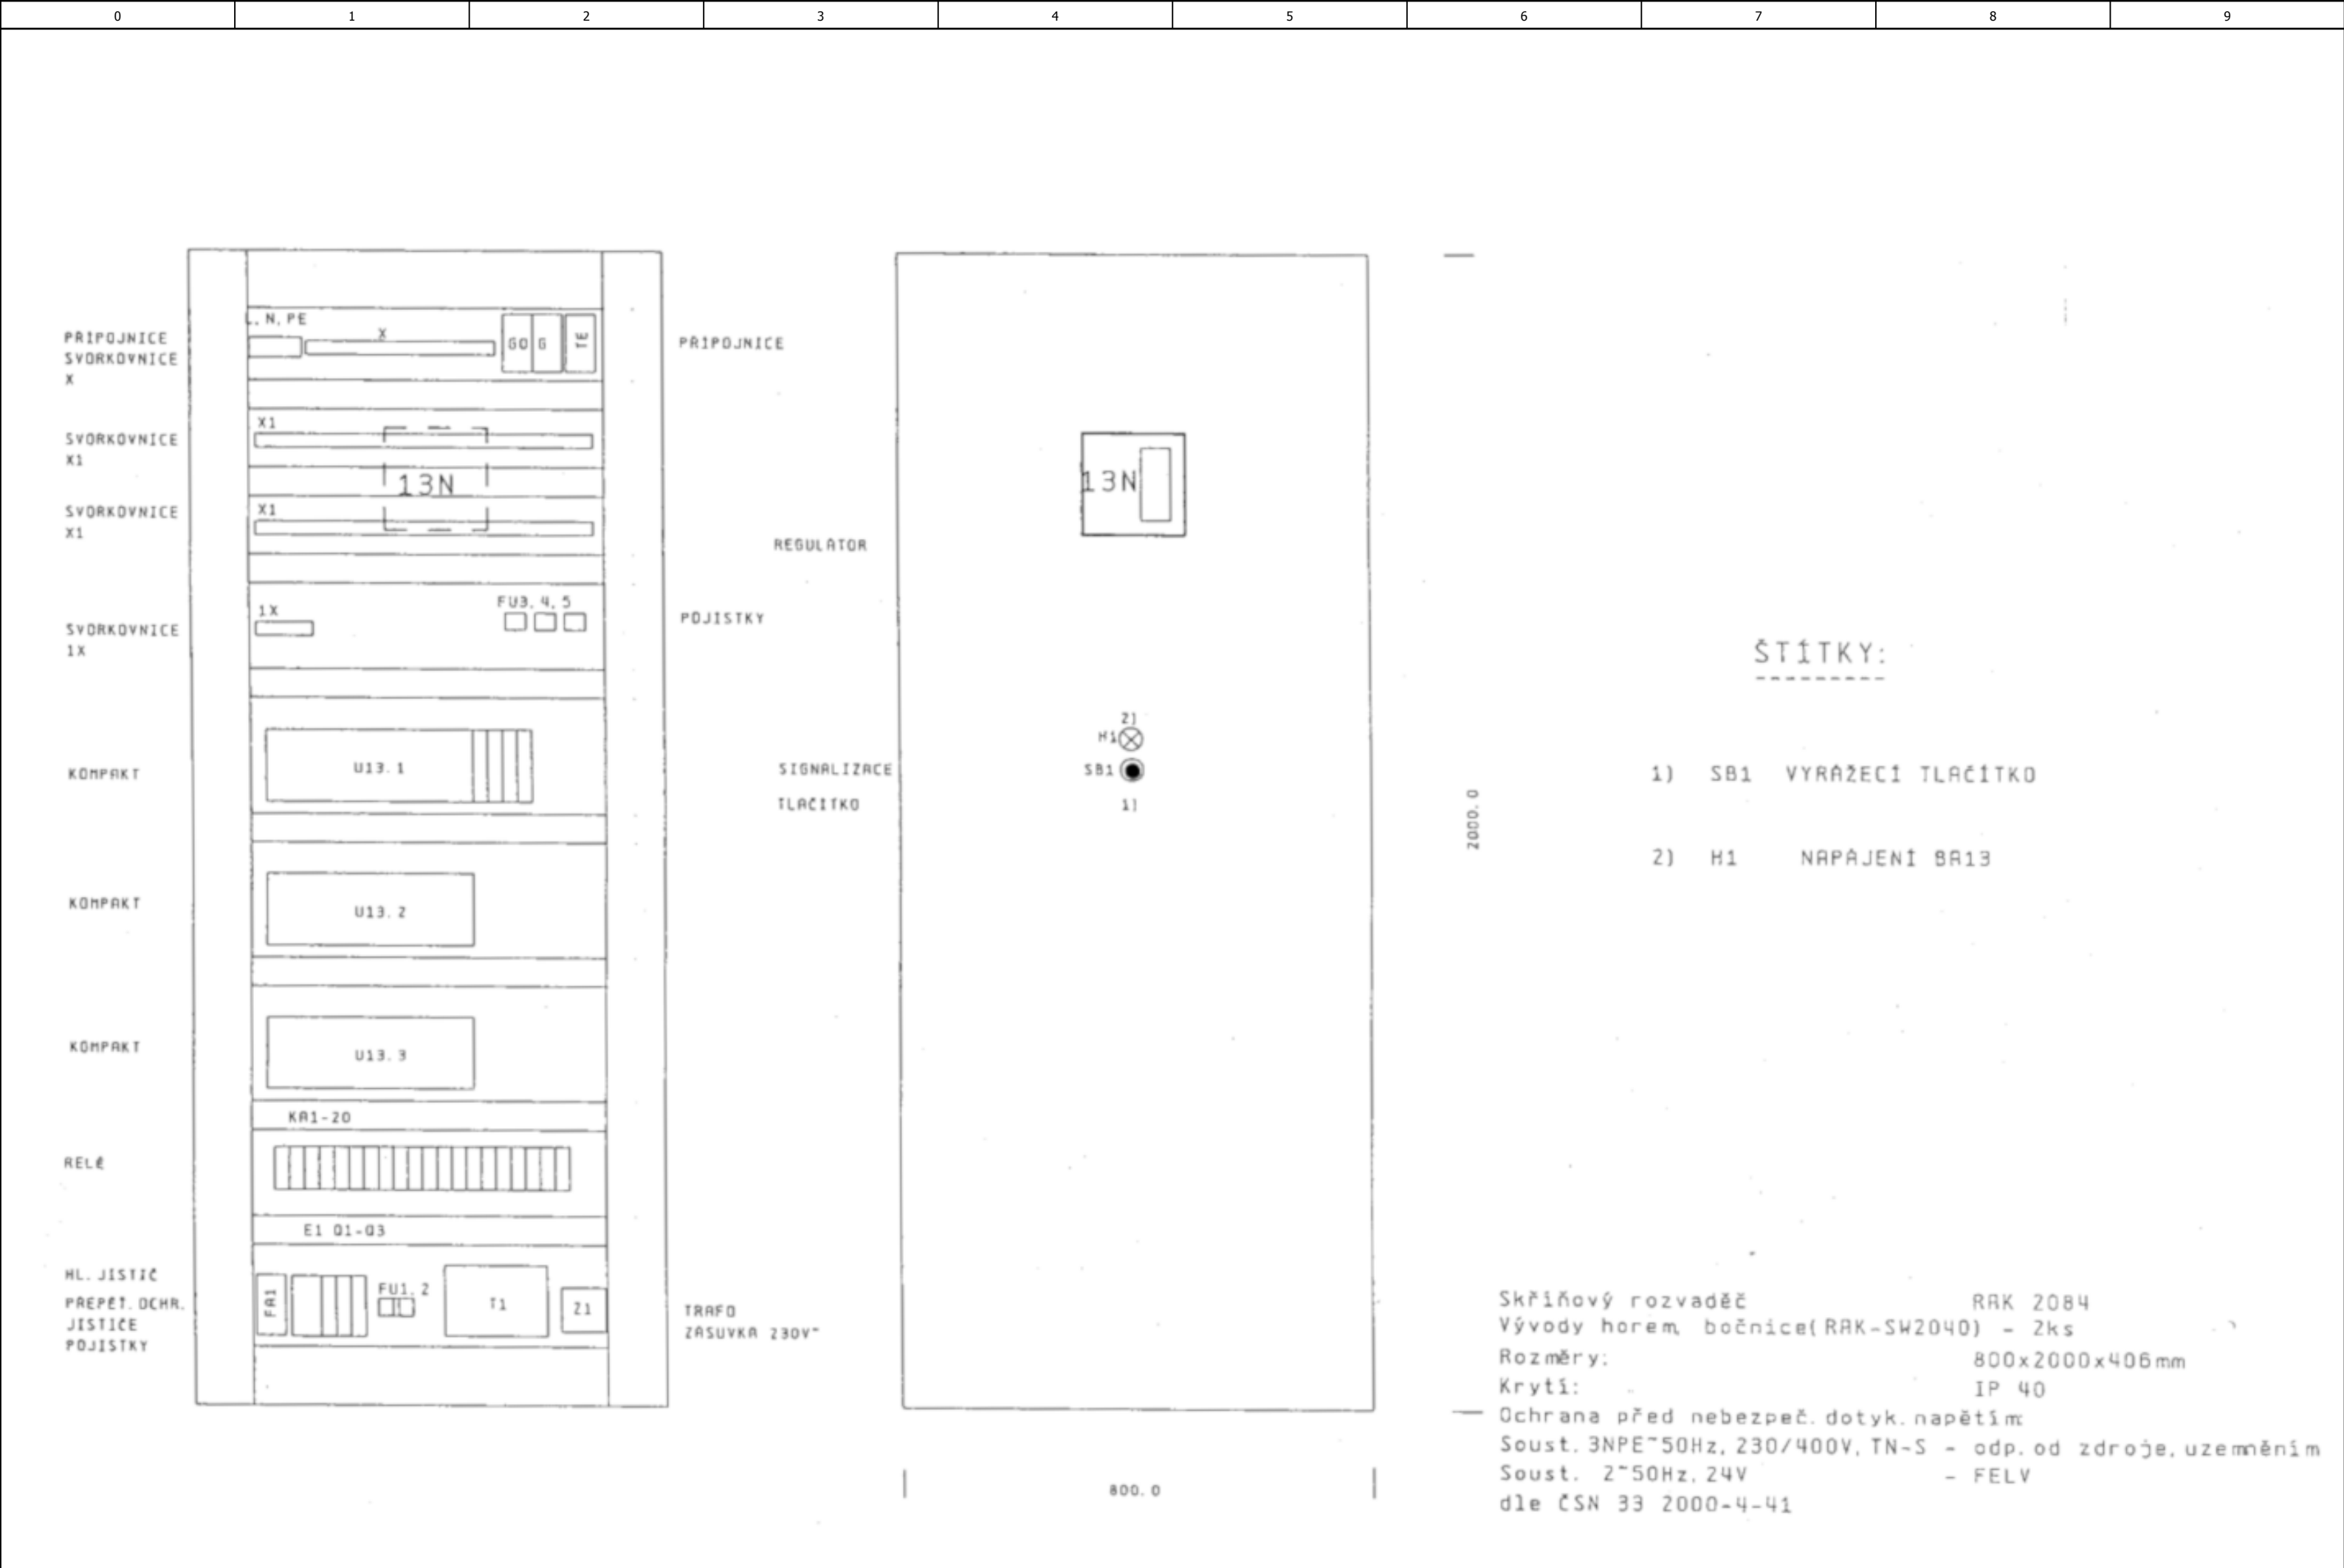 0 1 2 3 4 5 6 7 8 9
PŘÍPOJNICE
SVORKOVNICE
X
L, N, PE
X
GO G
TE
PŘÍPOJNICE
SVORKOVNICE
X1
X1
13N
SVORKOVNICE
X1
X1
SVORKOVNICE
1X
1X
FU3, 4, 5
POJISTKY
KOMPAKT
U13. 1
KOMPAKT
U13. 2
KOMPAKT
U13. 3
KA1-20
RELÉ
E1 Q1-Q3
HL. JISTIČ
PŘEPĚT. OCHR.
JISTIČE
POJISTKY
FA1
FU1, 2
T1
Z1
TRAFO
ZÁSUVKA 230V~
13N
REGULÁTOR
2)
H1
SIGNALIZACE
SB1
TLAČÍTKO
1)
2000. 0
800. 0
ŠTÍTKY:
1) SB1 VYRÁŽECÍ TLAČÍTKO
2) H1 NAPÁJENÍ BA13
Skříňový rozvaděč RAK 2084
Vývody horem, bočnice(RAK-SW2040) - 2ks
Rozměry: 800x2000x406mm
Krytí: IP 40
Ochrana před nebezpeč. dotyk. napětím:
Soust. 3NPE~50Hz, 230/400V, TN-S - odp. od zdroje, uzemněním
Soust. 2~50Hz, 24V - FELV
dle ČSN 33 2000-4-41